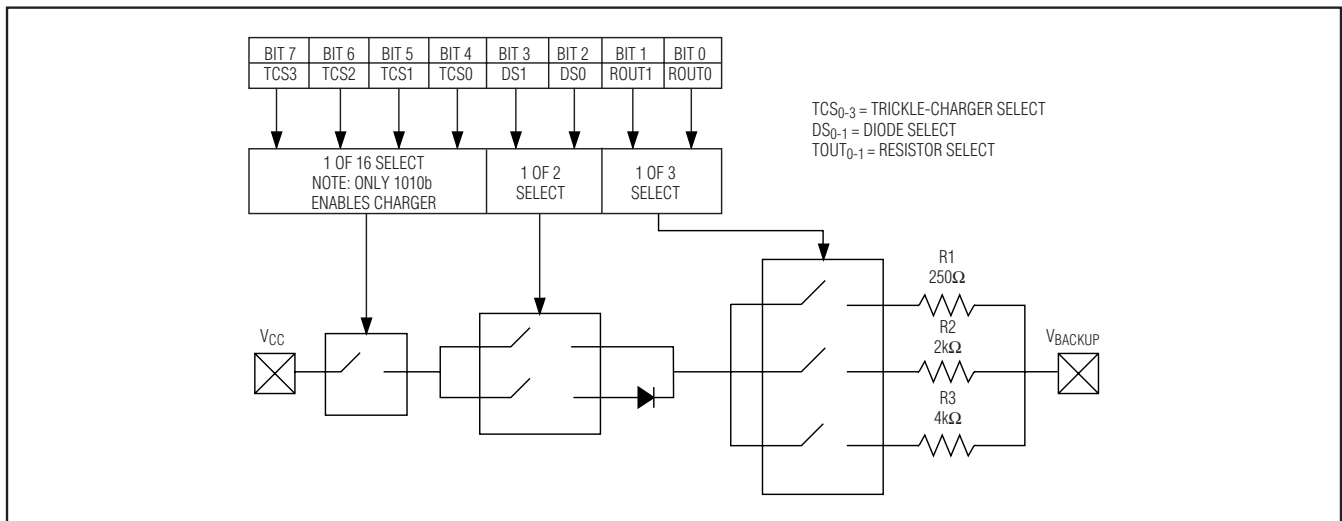 BIT 7 BIT 6 BIT 5 BIT 4 BIT 3 BIT 2 BIT 1 BIT 0
TCS3 TCS2 TCS1 TCS0 DS1 DS0 ROUT1 ROUT0
TCS0-3 = TRICKLE-CHARGER SELECT
DS0-1 = DIODE SELECT
TOUT0-1 = RESISTOR SELECT
1 OF 16 SELECT
NOTE: ONLY 1010b
ENABLES CHARGER
1 OF 2
SELECT
1 OF 3
SELECT
R1
250Ω
R2
2kΩ
R3
4kΩ
VCC
VBACKUP